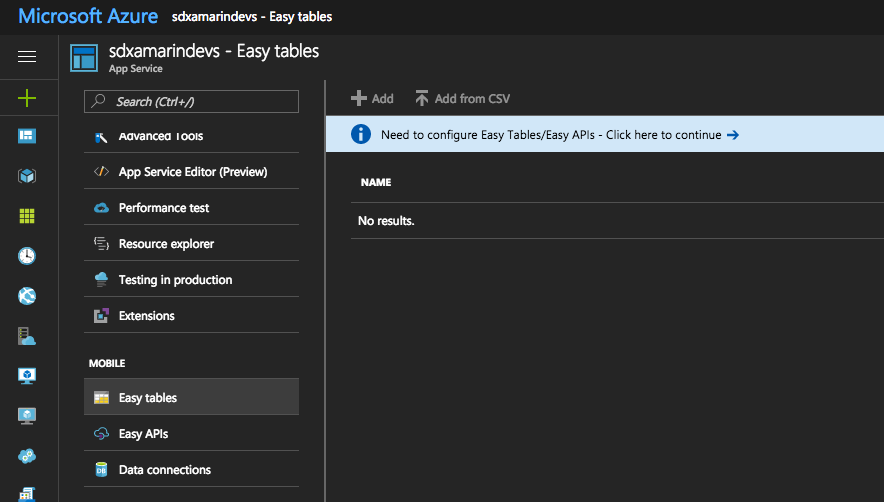 Microsoft Azure sdxamarindevs - Easy tables
sdxamarindevs - Easy tables
App Service
Search (Ctrl+/)
Advanced Tools
App Service Editor (Preview)
Performance test
Resource explorer
Testing in production
Extensions
MOBILE
Easy tables
Easy APIs
Data connections
Add
Add from CSV
Need to configure Easy Tables/Easy APIs - Click here to continue
NAME
No results.